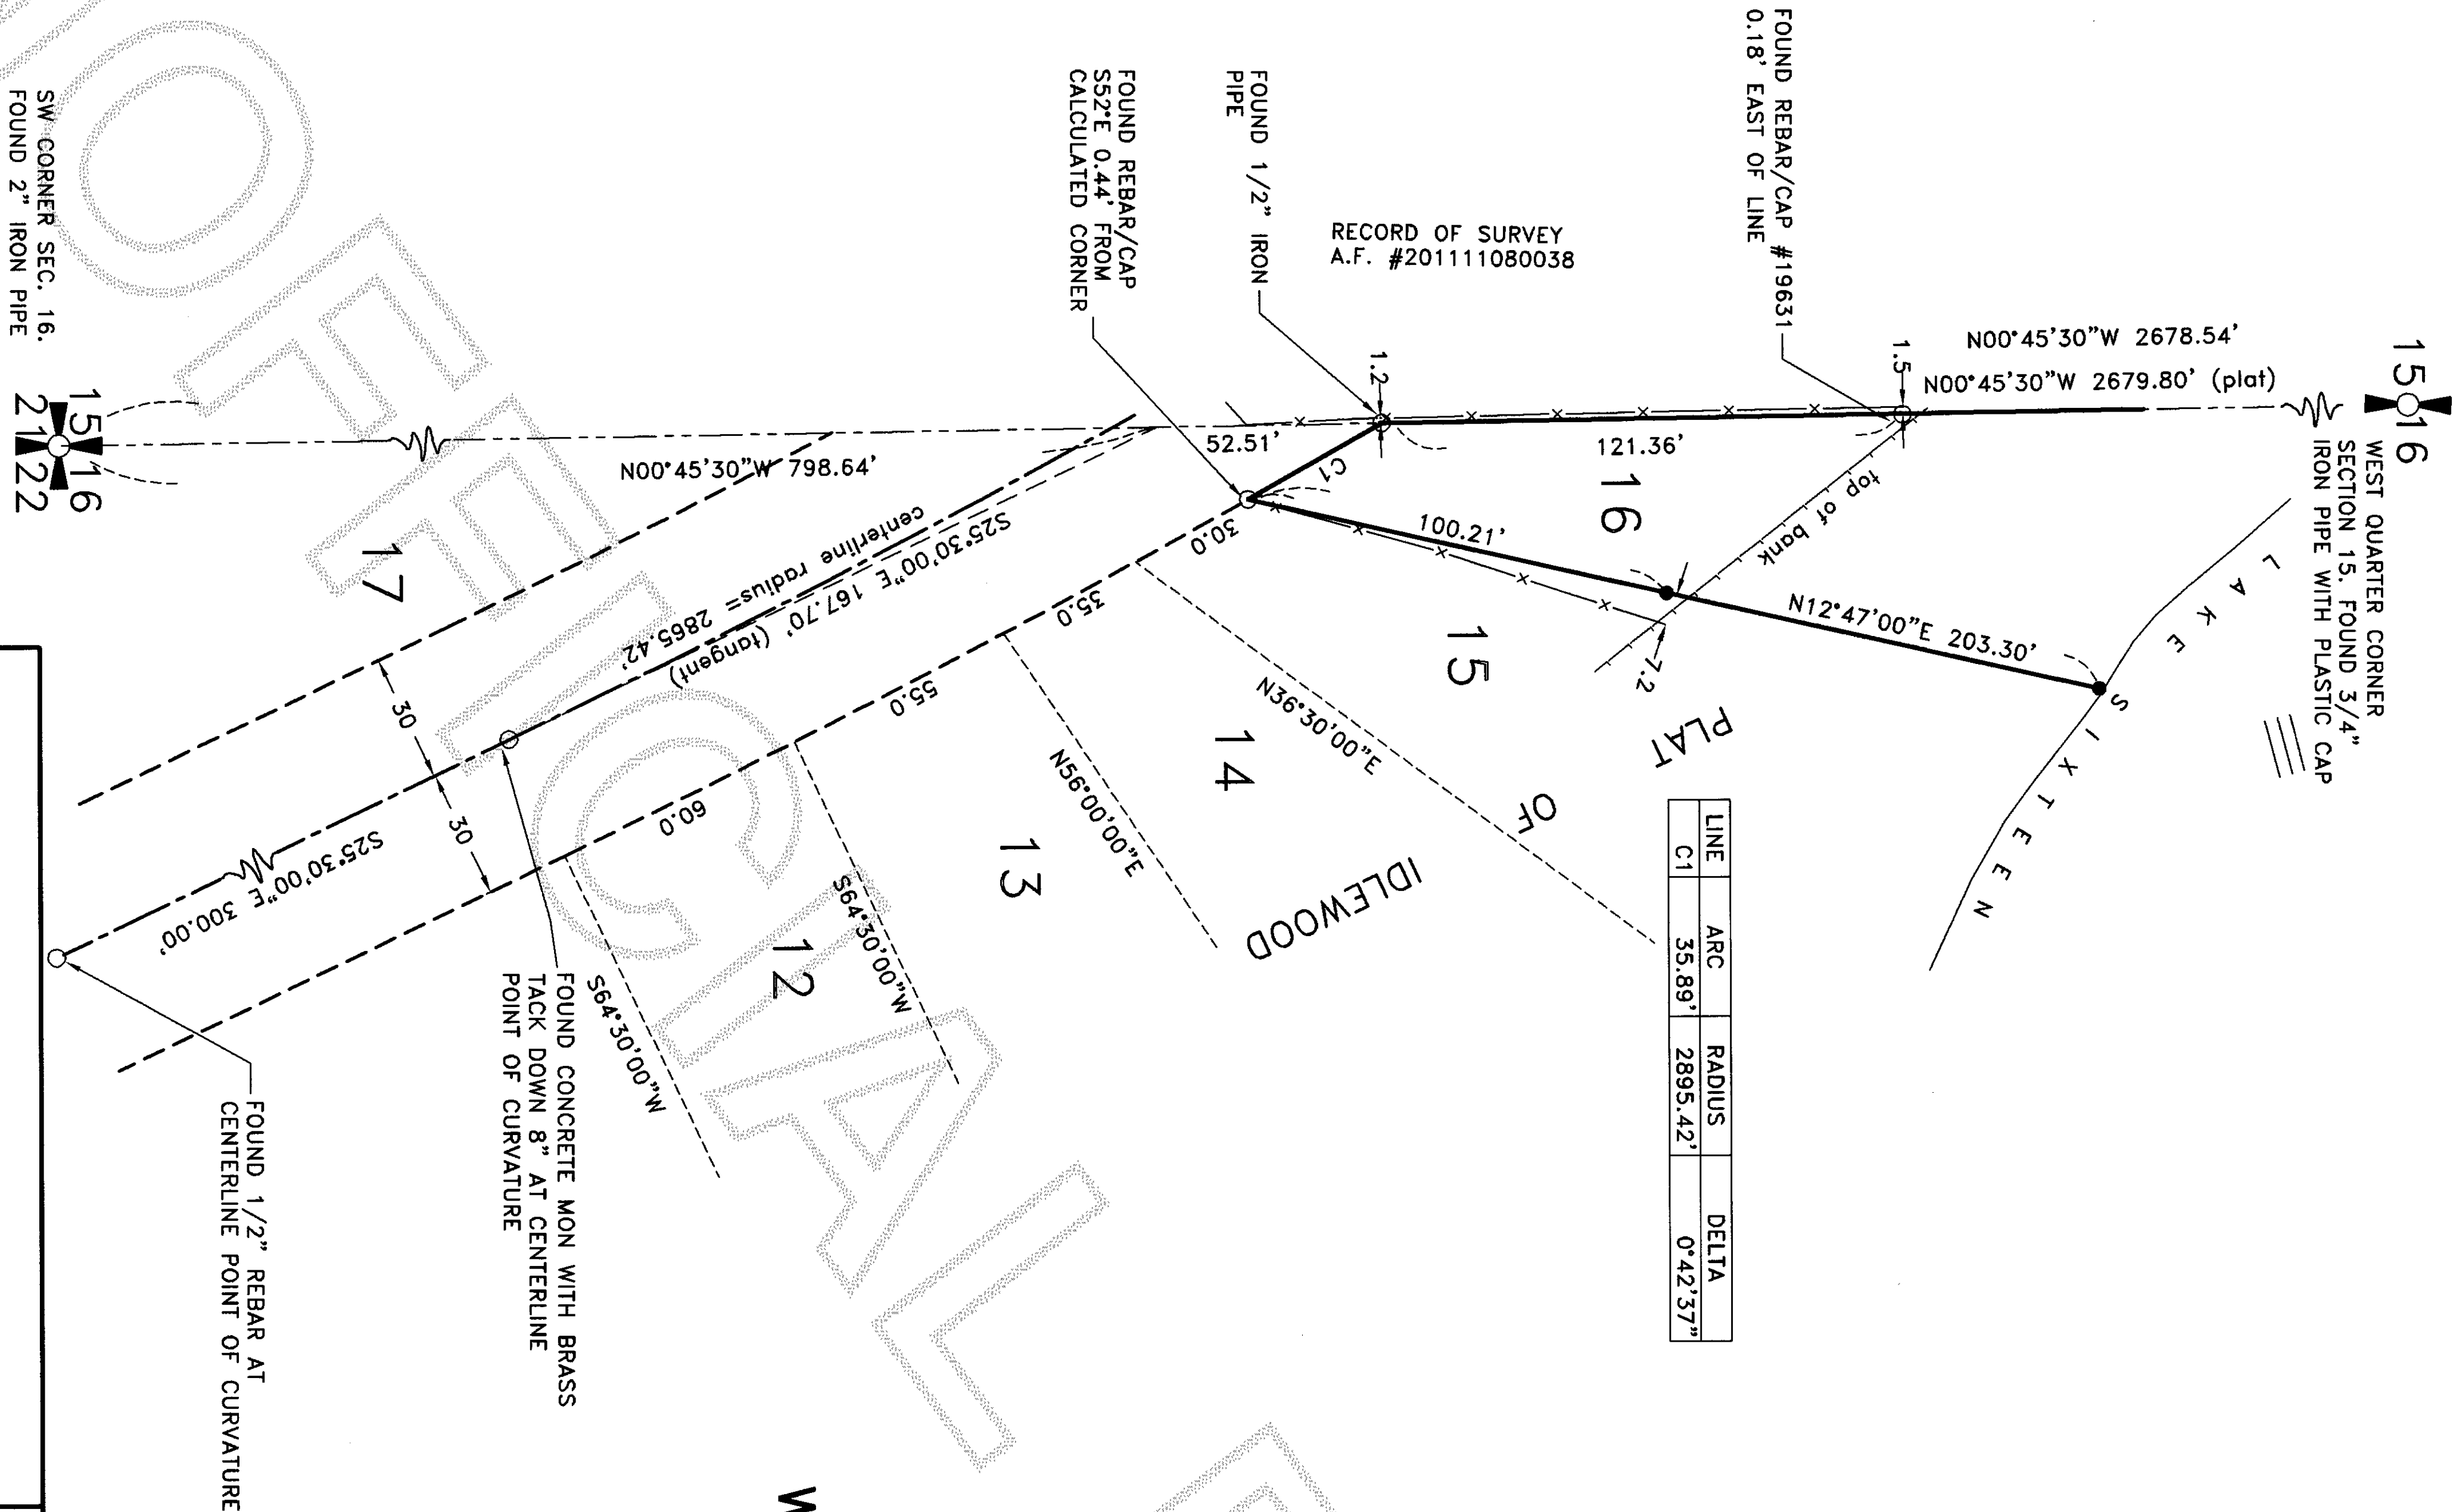 FOUND REBAR/CAP #19631
0.18' EAST OF LINE
FOUND 1/2" IRON
PIPE
FOUND REBAR/CAP
S52°E 0.44' FROM
CALCULATED CORNER
RECORD OF SURVEY
A.F. #201111080038
N00°45'30"W 2678.54'
N00°45'30"W 2679.80' (plat)
15
16
WEST QUARTER CORNER
SECTION 15. FOUND 3/4"
IRON PIPE WITH PLASTIC CAP
1.5
1.2
52.51'
121.36'
C1
16
top of bank
100.21'
N12°47'00"E 203.30'
7.2
LAKE
SIXTEEN
SW CORNER SEC. 16.
FOUND 2" IRON PIPE
15
16
21
22
N00°45'30"W 798.64'
centerline radius= 2865.42'
S25°30'00"E 167.70' (tangent)
30.0
35.0
55.0
60.0
17
30
30
S25°30'00"E 300.00'
15
14
13
12
N36°30'00"E
N56°00'00"E
S64°30'00"W
S64°30'00"W
PLAT
OF
IDLEWOOD
LINE ARC RADIUS DELTA
C1 35.89' 2895.42' 0°42'37"
FOUND CONCRETE MON WITH BRASS
TACK DOWN 8" AT CENTERLINE
POINT OF CURVATURE
FOUND 1/2" REBAR AT
CENTERLINE POINT OF CURVATURE
W